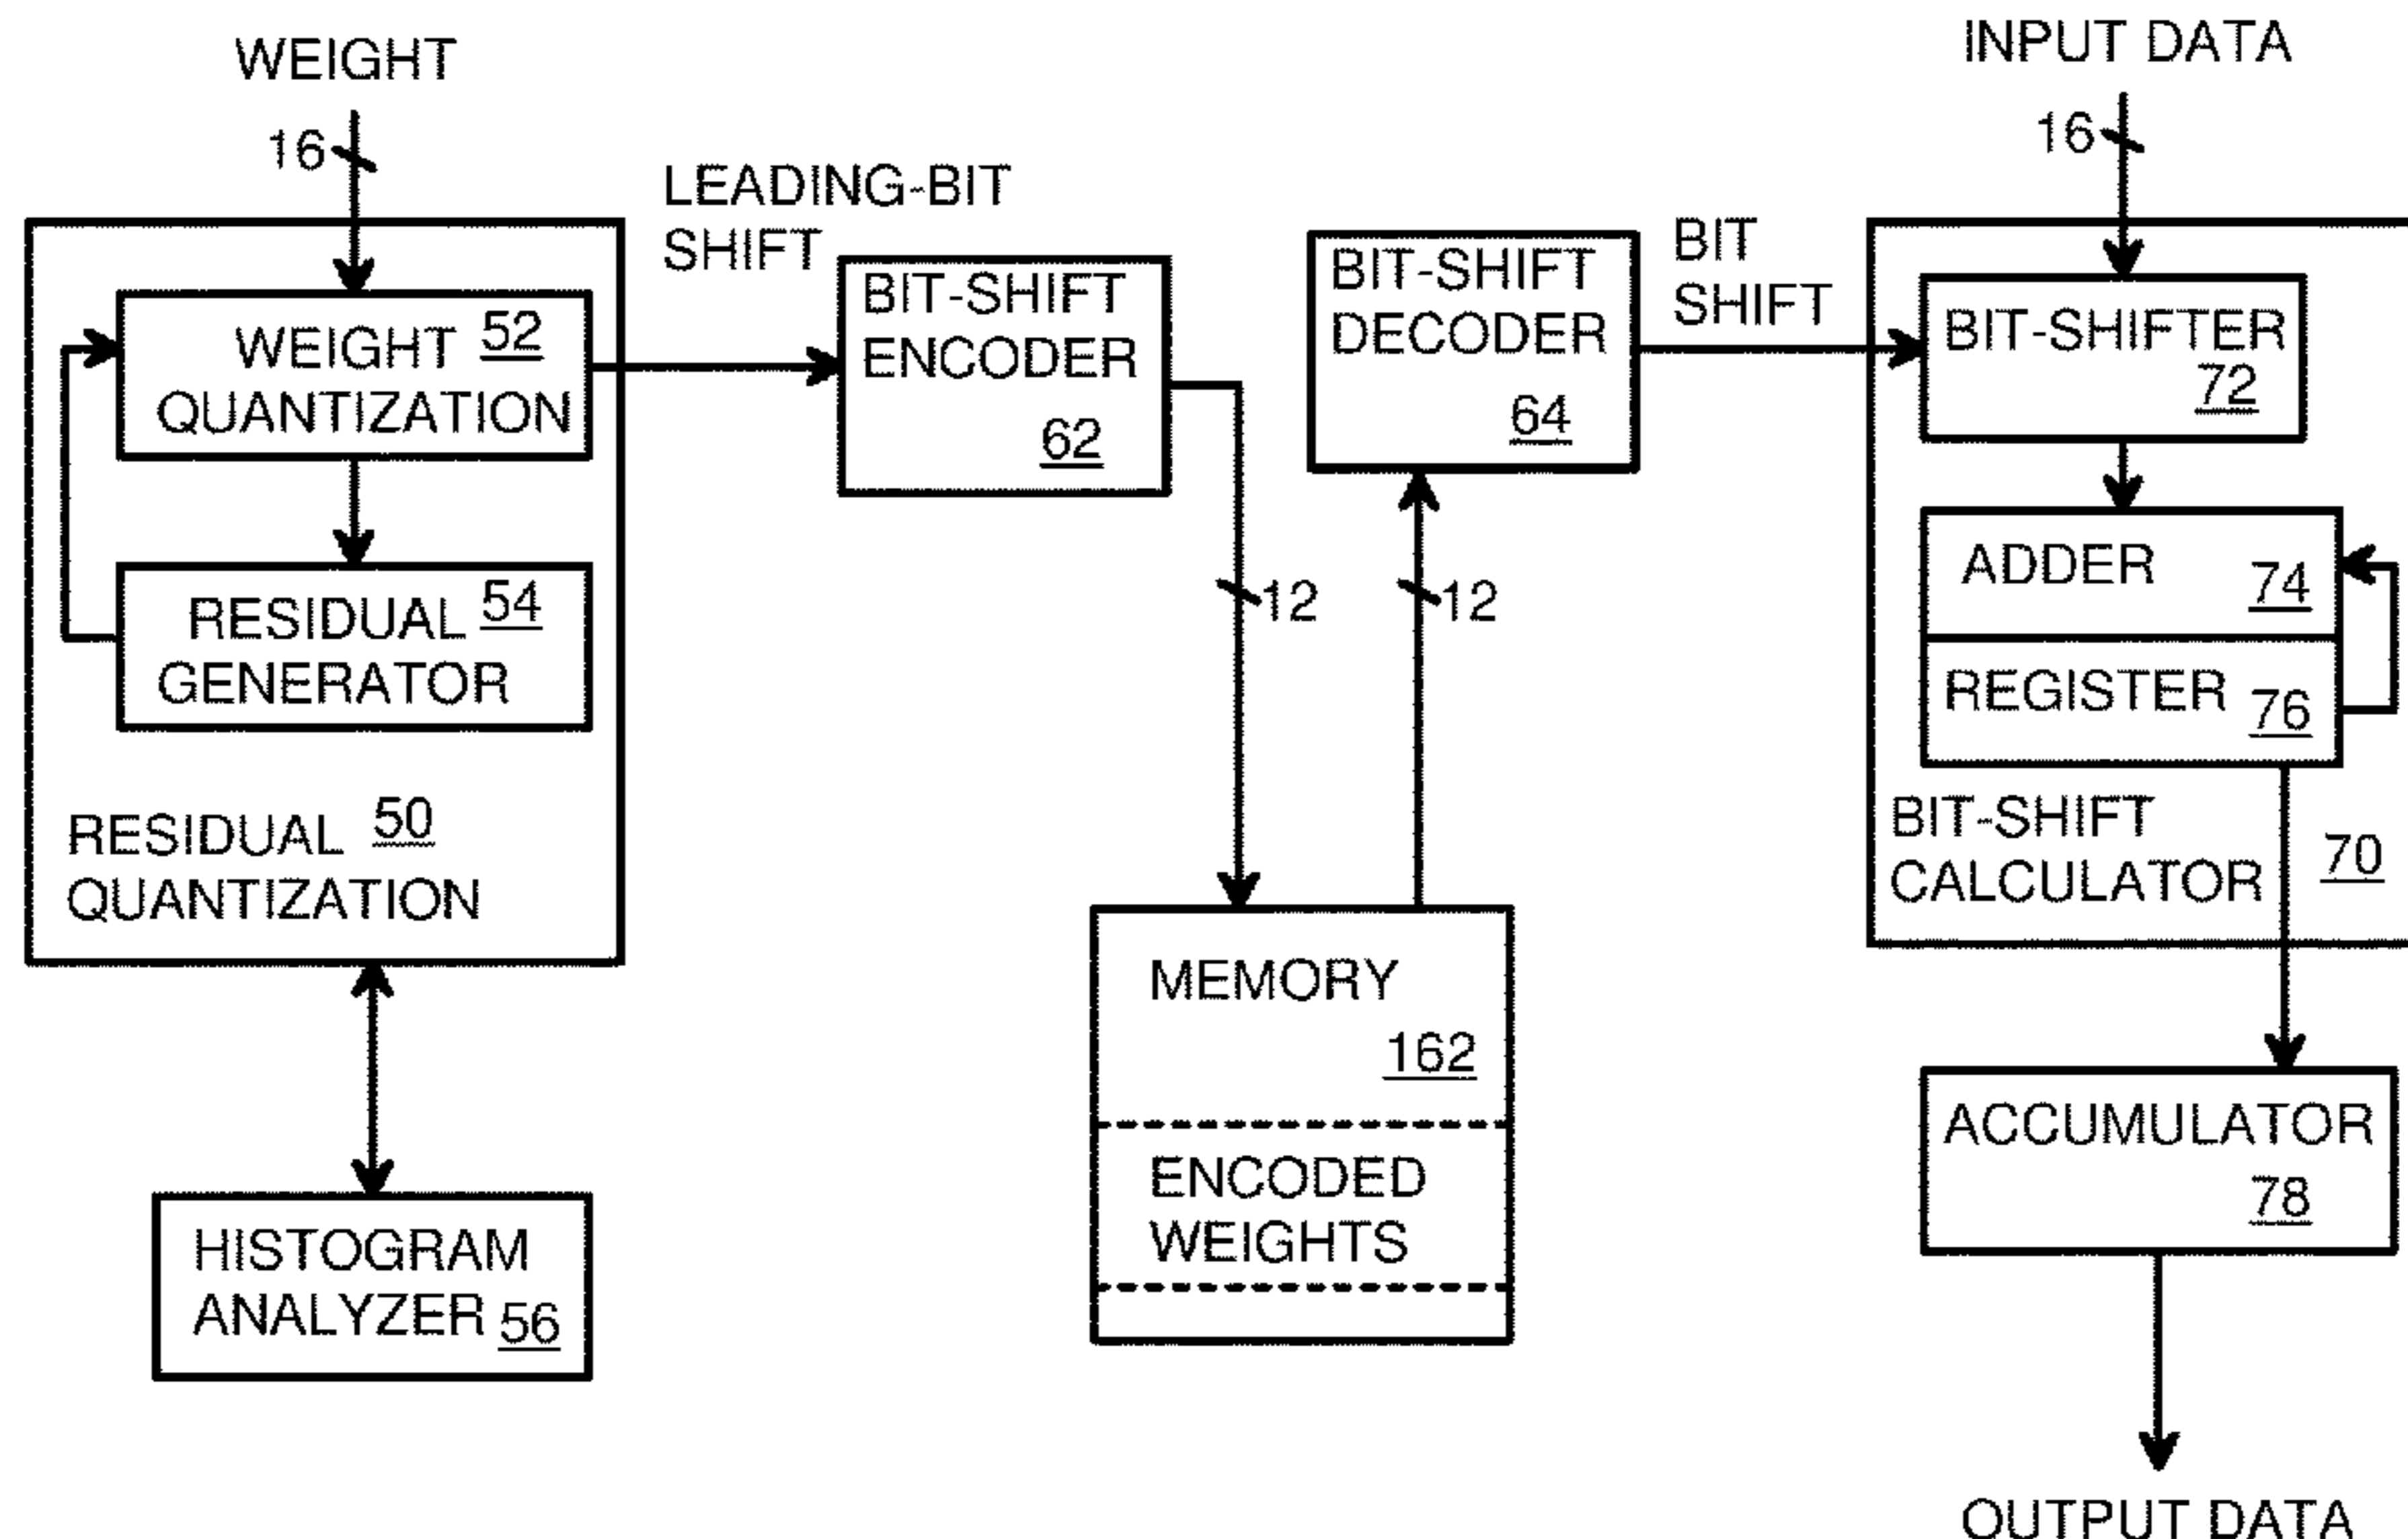 WEIGHT
16
WEIGHT 52
QUANTIZATION
RESIDUAL 54
GENERATOR
RESIDUAL 50
QUANTIZATION
HISTOGRAM
ANALYZER 56
LEADING-BIT
SHIFT
BIT-SHIFT
ENCODER
62
12
MEMORY
162
ENCODED
WEIGHTS
12
BIT-SHIFT
DECODER
64
BIT
SHIFT
INPUT DATA
16
BIT-SHIFTER
72
ADDER 74
REGISTER 76
BIT-SHIFT
CALCULATOR 70
ACCUMULATOR
78
OUTPUT DATA